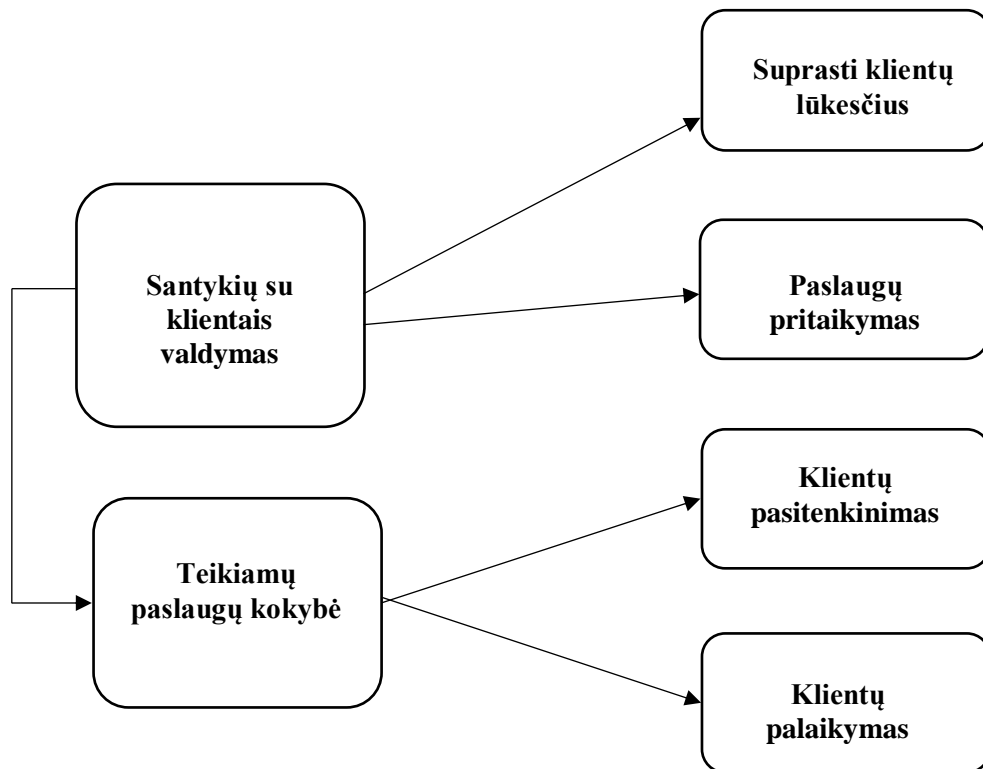 Suprasti klientų
lūkesčius
Santykių su
klientais
valdymas
Paslaugų
pritaikymas
Klientų
pasitenkinimas
Teikiamų
paslaugų kokybė
Klientų
palaikymas